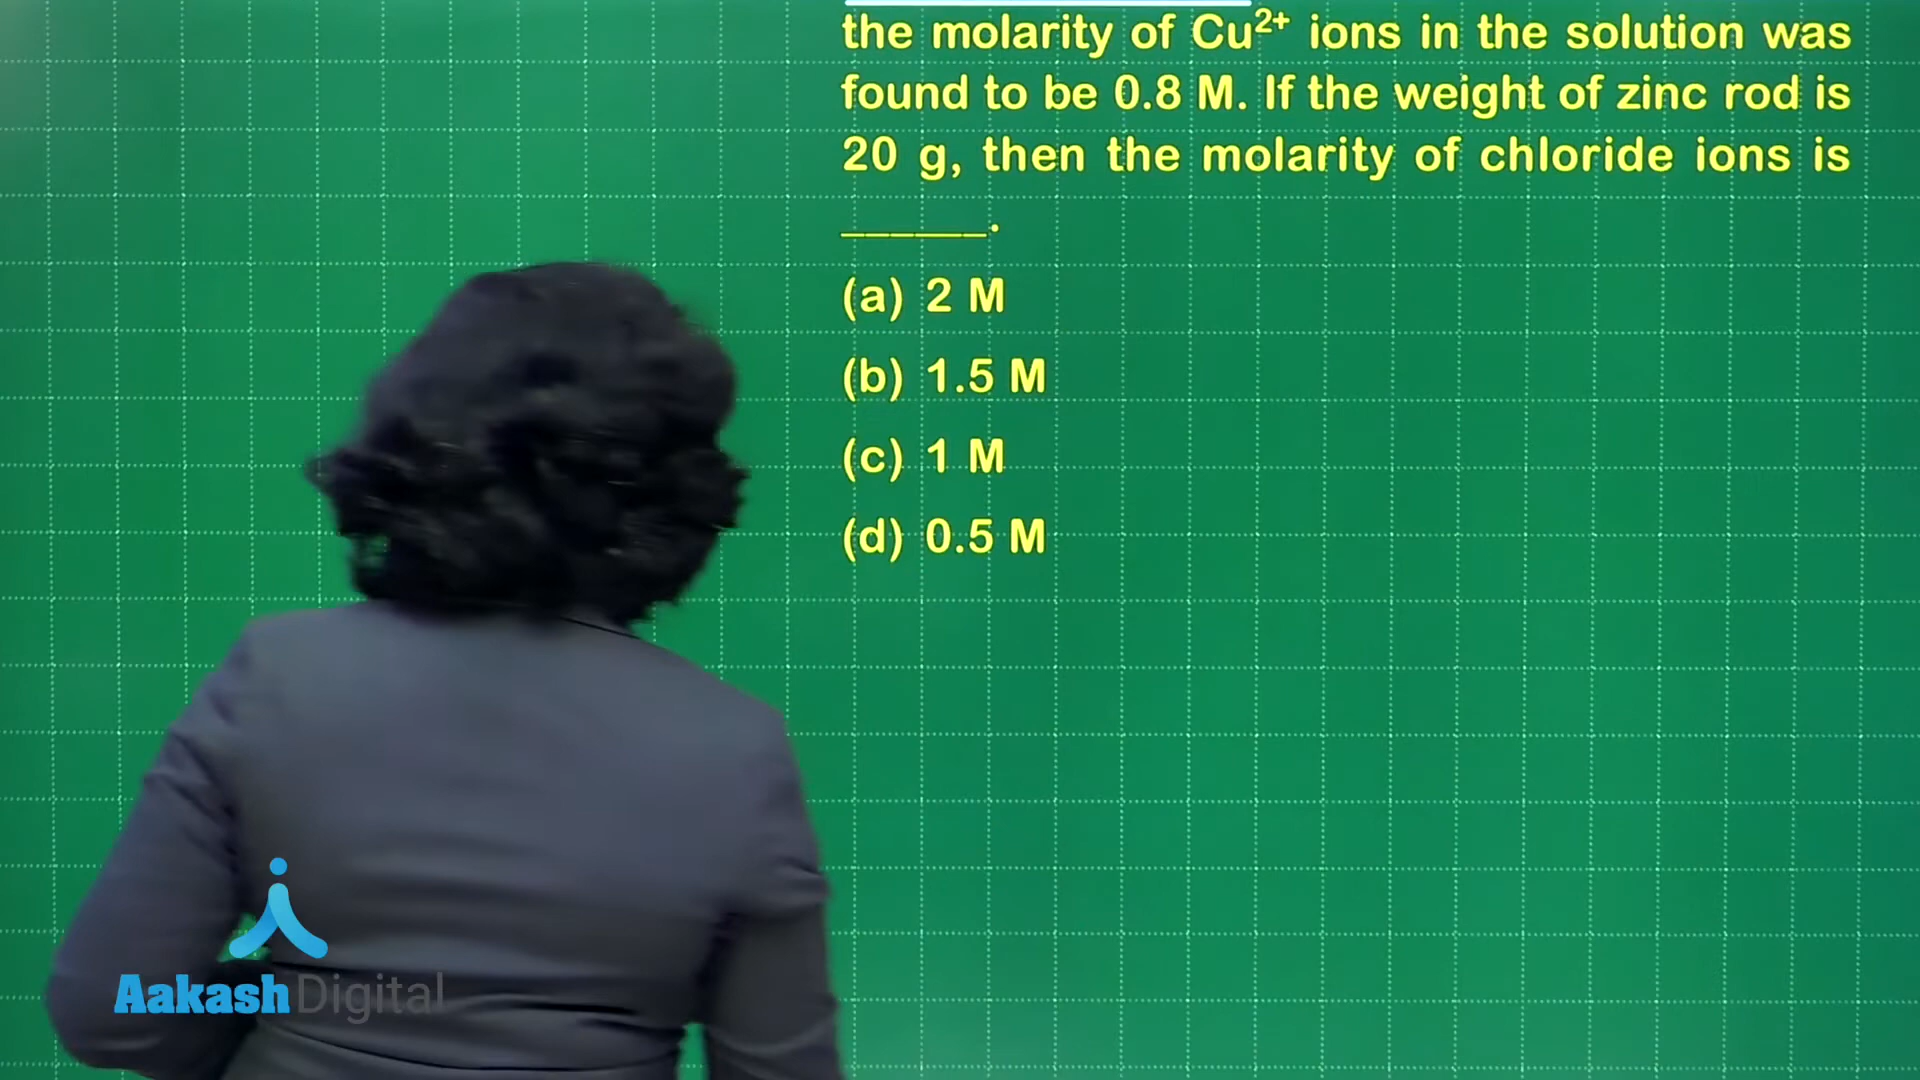 the molarity of Cu²⁺ ions in the solution was
found to be 0.8 M. If the weight of zinc rod is
20 g, then the molarity of chloride ions is
______.
(a) 2 M
(b) 1.5 M
(c) 1 M
(d) 0.5 M
Aakash Digital